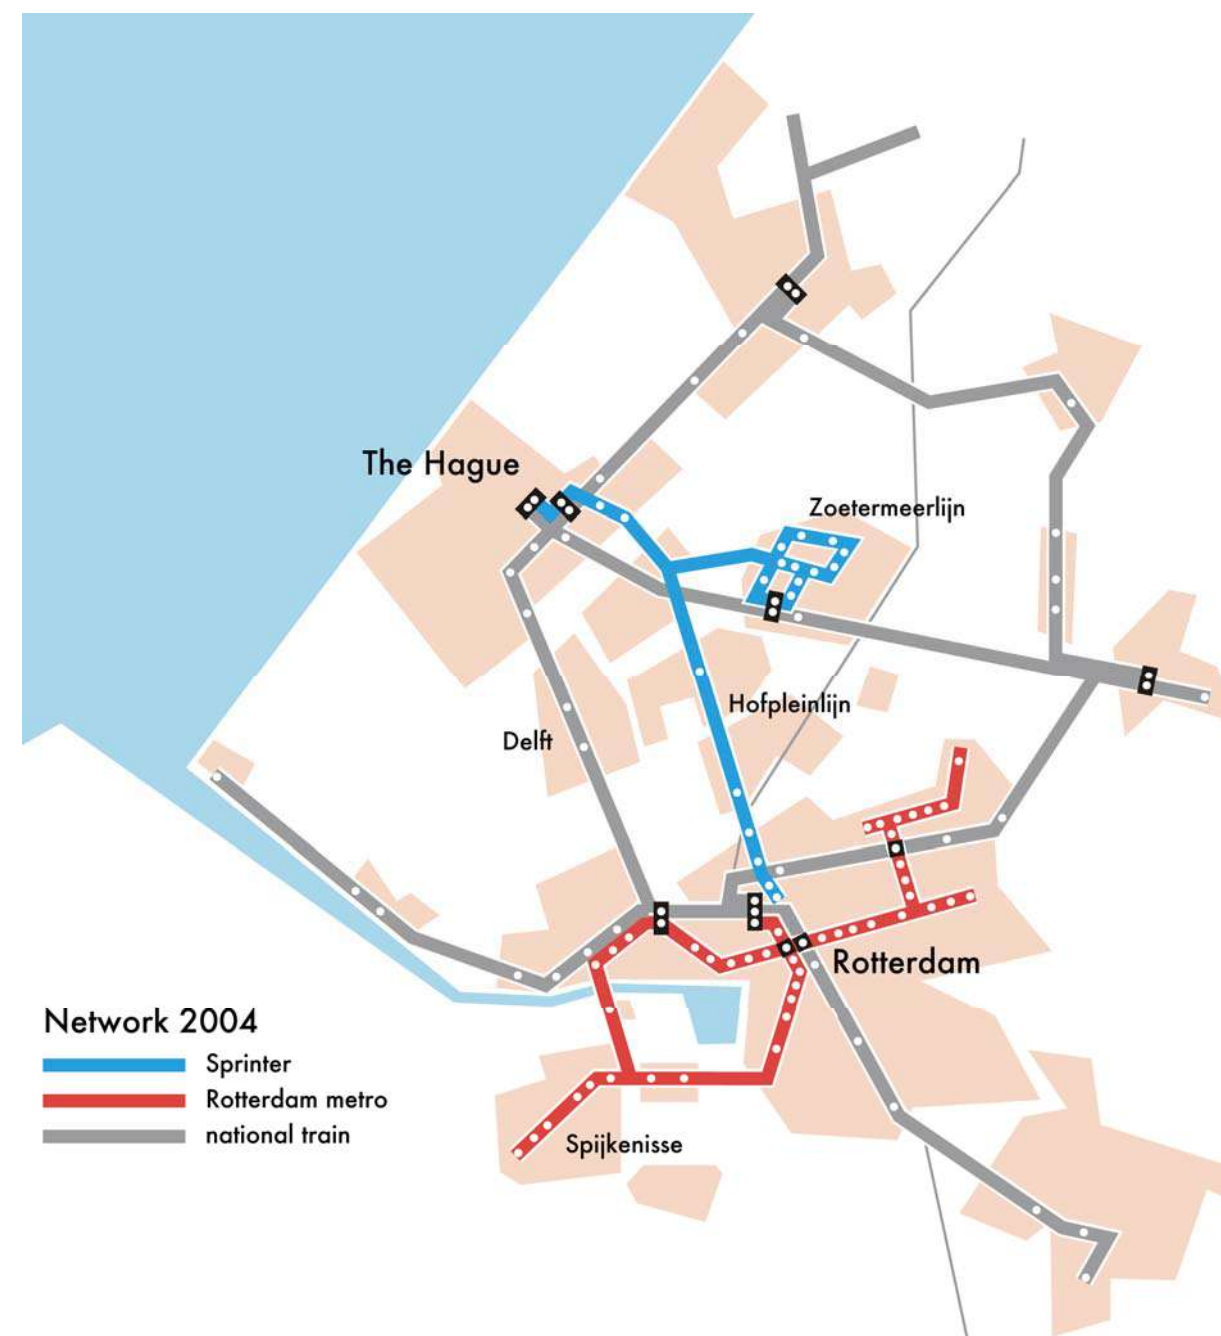 The Hague
Zoetermeerlijn
Hofpleinlijn
Delft
Rotterdam
Network 2004
Sprinter
Rotterdam metro
national train
Spijkenisse